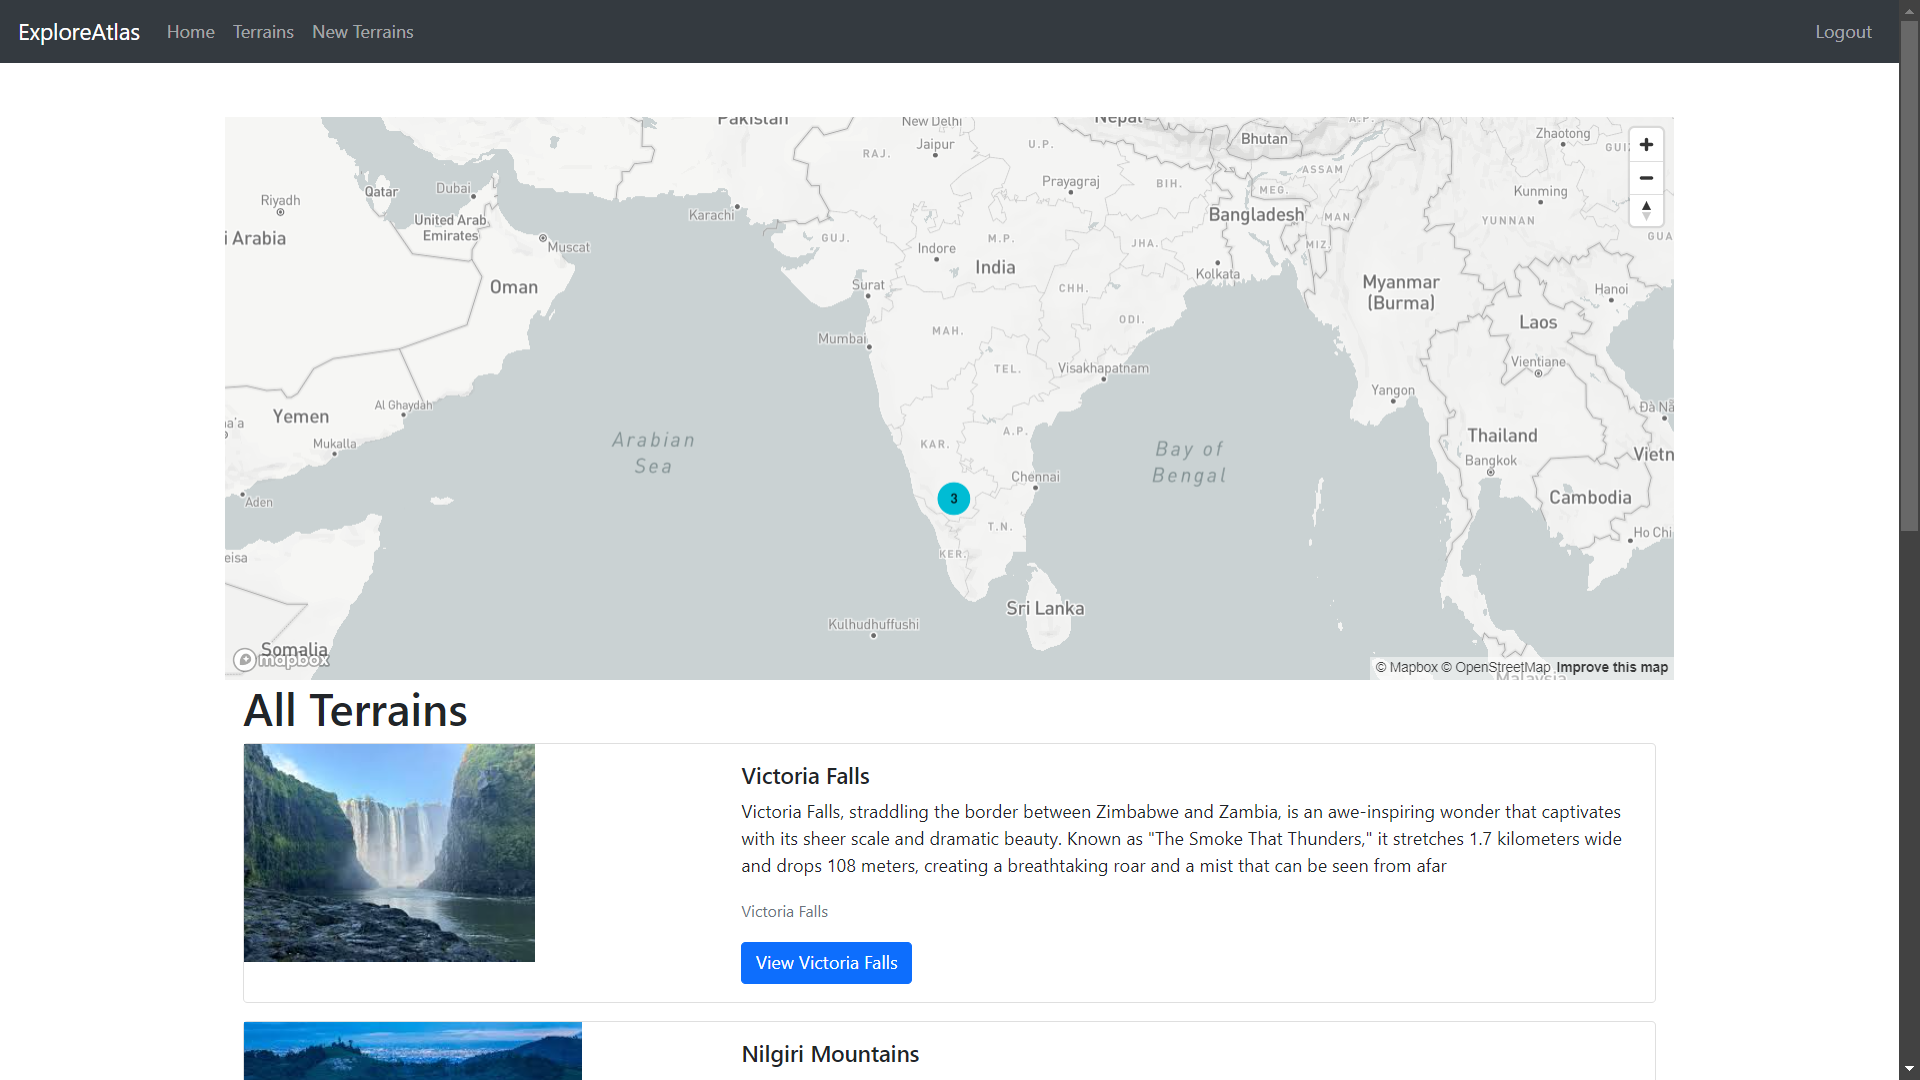 ExploreAtlas Home Terrains New Terrains Logout
Pakistan New Delhi Nepal
Jaipur Bhutan Zhaotong
RAJ. U.P. ASSAM
Riyadh Qatar Dubai Prayagraj BIH. MEG. Kunming
Karachi Bangladesh MAN. YUNNAN
United Arab
Emirates
i Arabia Muscat GUJ. Indore M.P. JHA. MIZ. GUA
Oman Surat India Kolkata Myanmar
(Burma) Hanoi
CHH. ODI. Laos
Mumbai MAH. TEL. Visakhapatnam Vientiane
Yemen Al Ghaydah Yangon Đà Nẵ
Mukalla KAR. A.P. Thailand
Arabian
Sea
Bay of
Bengal
Bangkok Vietn
Aden 3 Chennai Cambodia
T.N. Ho Chi
eisa KER.
Sri Lanka
Kulhudhuffushi
Somalia
mapbox © Mapbox © OpenStreetMap Improve this map
Malaysia
All Terrains
Victoria Falls
Victoria Falls, straddling the border between Zimbabwe and Zambia, is an awe-inspiring wonder that captivates
with its sheer scale and dramatic beauty. Known as "The Smoke That Thunders," it stretches 1.7 kilometers wide
and drops 108 meters, creating a breathtaking roar and a mist that can be seen from afar
Victoria Falls
View Victoria Falls
Nilgiri Mountains